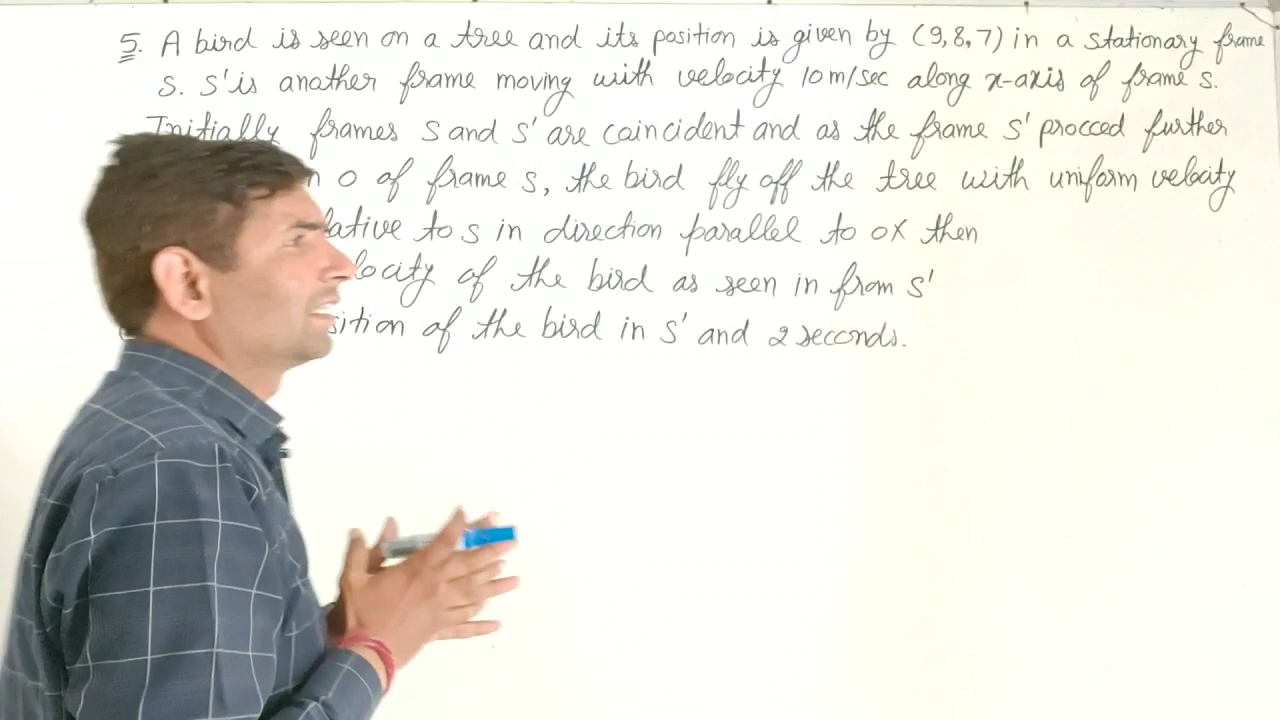 5. A bird is seen on a tree and its position is given by (9,8,7) in a stationary frame
S. S' is another frame moving with velocity 10m/sec along x-axis of frame S.
Initially frames S and S' are coincident and as the frame S' procced further
O of frame S, the bird fly off the tree with uniform velocity
S in direction parallel to OX then
of the bird as seen in from S'
of the bird in S' and 2 seconds.